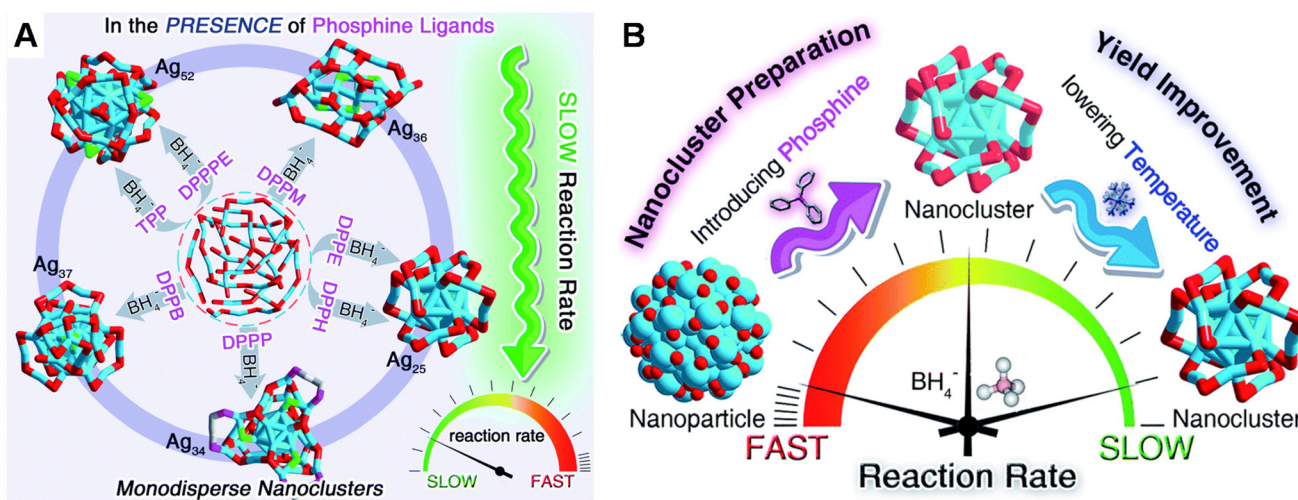 A
In the PRESENCE of Phosphine Ligands
Ag52
Ag36
BH4-
DPPPE
BH4-
TPP
BH4-
DPPM
DPPE
BH4-
DPPH
BH4-
Ag25
Ag37
BH4-
DPPB
DPPP
BH4-
Ag34
Monodisperse Nanoclusters
SLOW Reaction Rate
reaction rate
SLOW
FAST
B
Nanocluster Preparation
Introducing Phosphine
Nanocluster
Yield Improvement
lowering Temperature
Nanoparticle
BH4-
Nanocluster
FAST
SLOW
Reaction Rate